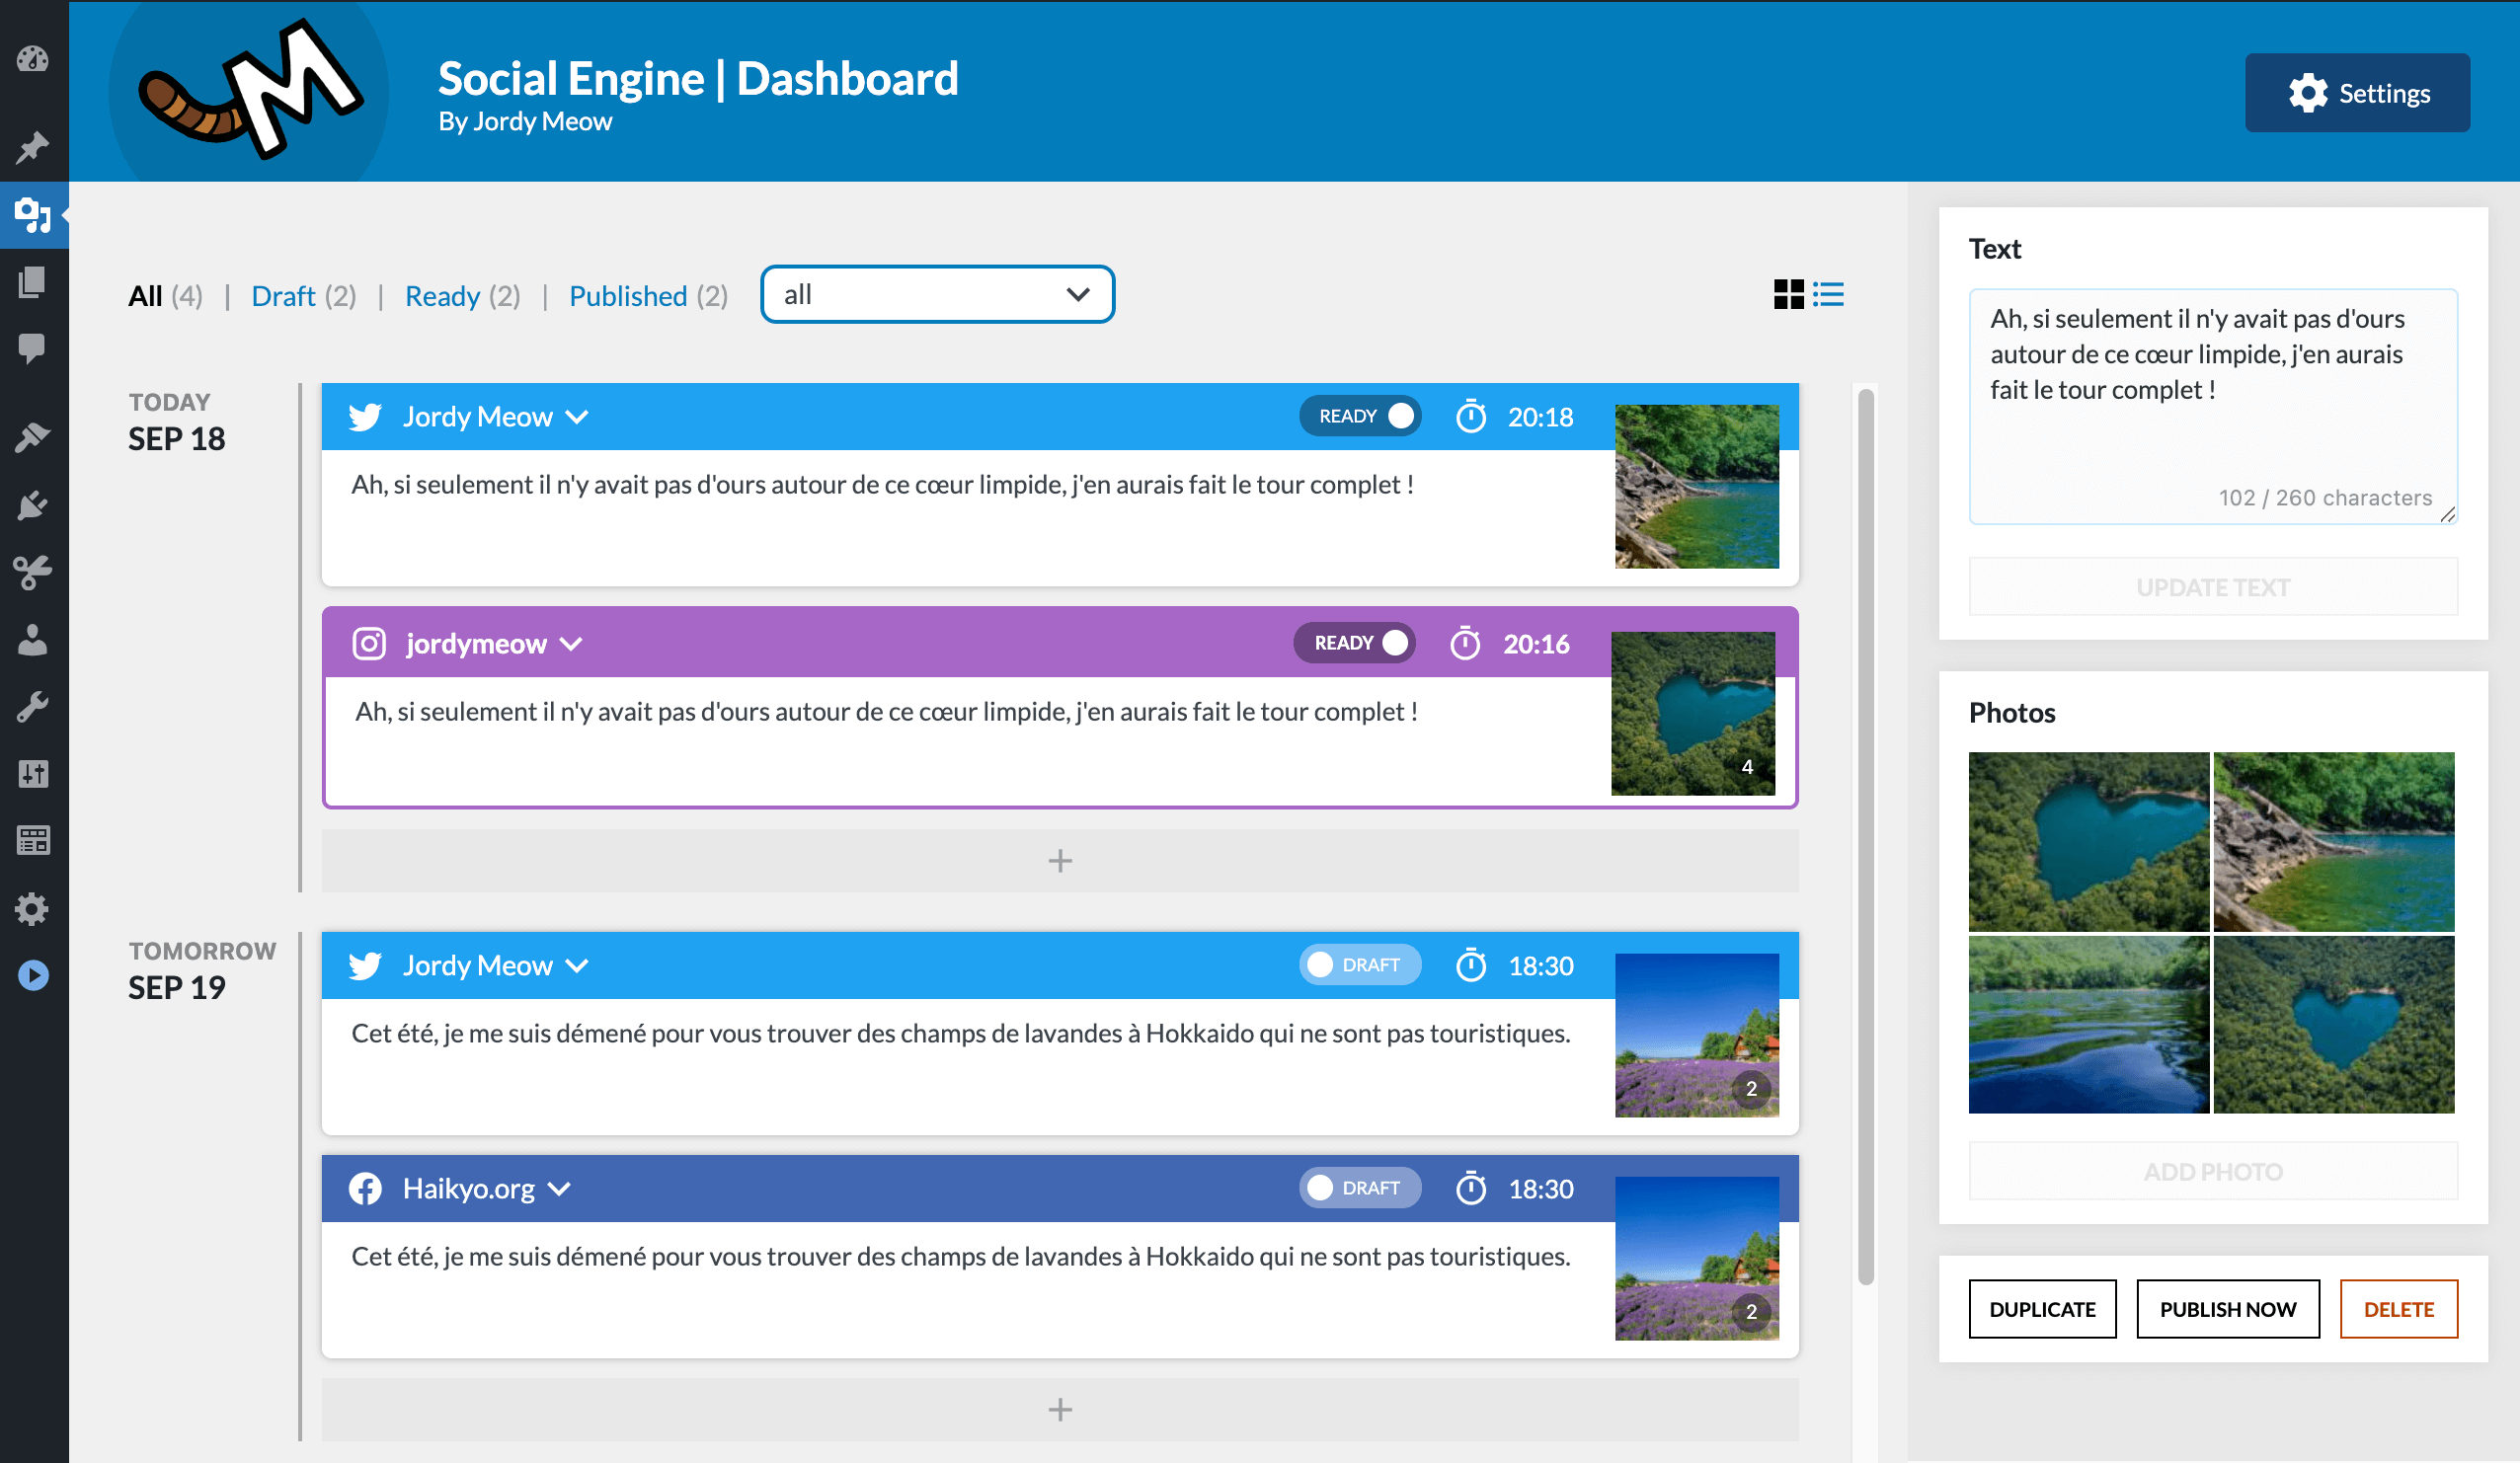 M
Social Engine | Dashboard
By Jordy Meow
Settings
All (4) | Draft (2) | Ready (2) | Published (2)
all
TODAY
SEP 18
Jordy Meow
READY
20:18
Ah, si seulement il n'y avait pas d'ours autour de ce cœur limpide, j'en aurais fait le tour complet !
jordymeow
READY
20:16
Ah, si seulement il n'y avait pas d'ours autour de ce cœur limpide, j'en aurais fait le tour complet !
4
+
TOMORROW
SEP 19
Jordy Meow
DRAFT
18:30
Cet été, je me suis démené pour vous trouver des champs de lavandes à Hokkaido qui ne sont pas touristiques.
2
Haikyo.org
DRAFT
18:30
Cet été, je me suis démené pour vous trouver des champs de lavandes à Hokkaido qui ne sont pas touristiques.
2
+
Text
Ah, si seulement il n'y avait pas d'ours
autour de ce cœur limpide, j'en aurais
fait le tour complet !
102 / 260 characters
UPDATE TEXT
Photos
ADD PHOTO
DUPLICATE
PUBLISH NOW
DELETE